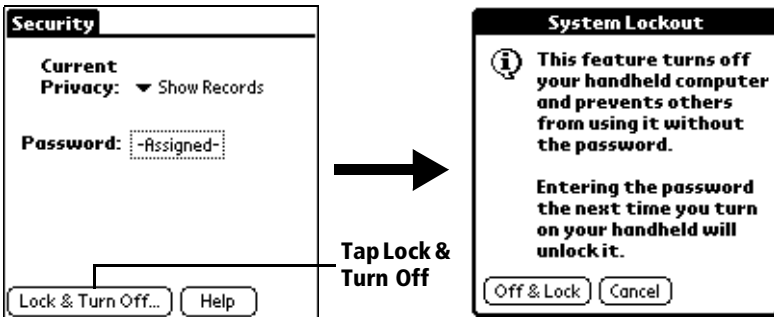 Security
Current
Privacy: Show Records
Password: -Assigned-
Lock & Turn Off... Help
Tap Lock &
Turn Off
System Lockout
This feature turns off
your handheld computer
and prevents others
from using it without
the password.
Entering the password
the next time you turn
on your handheld will
unlock it.
Off & Lock Cancel